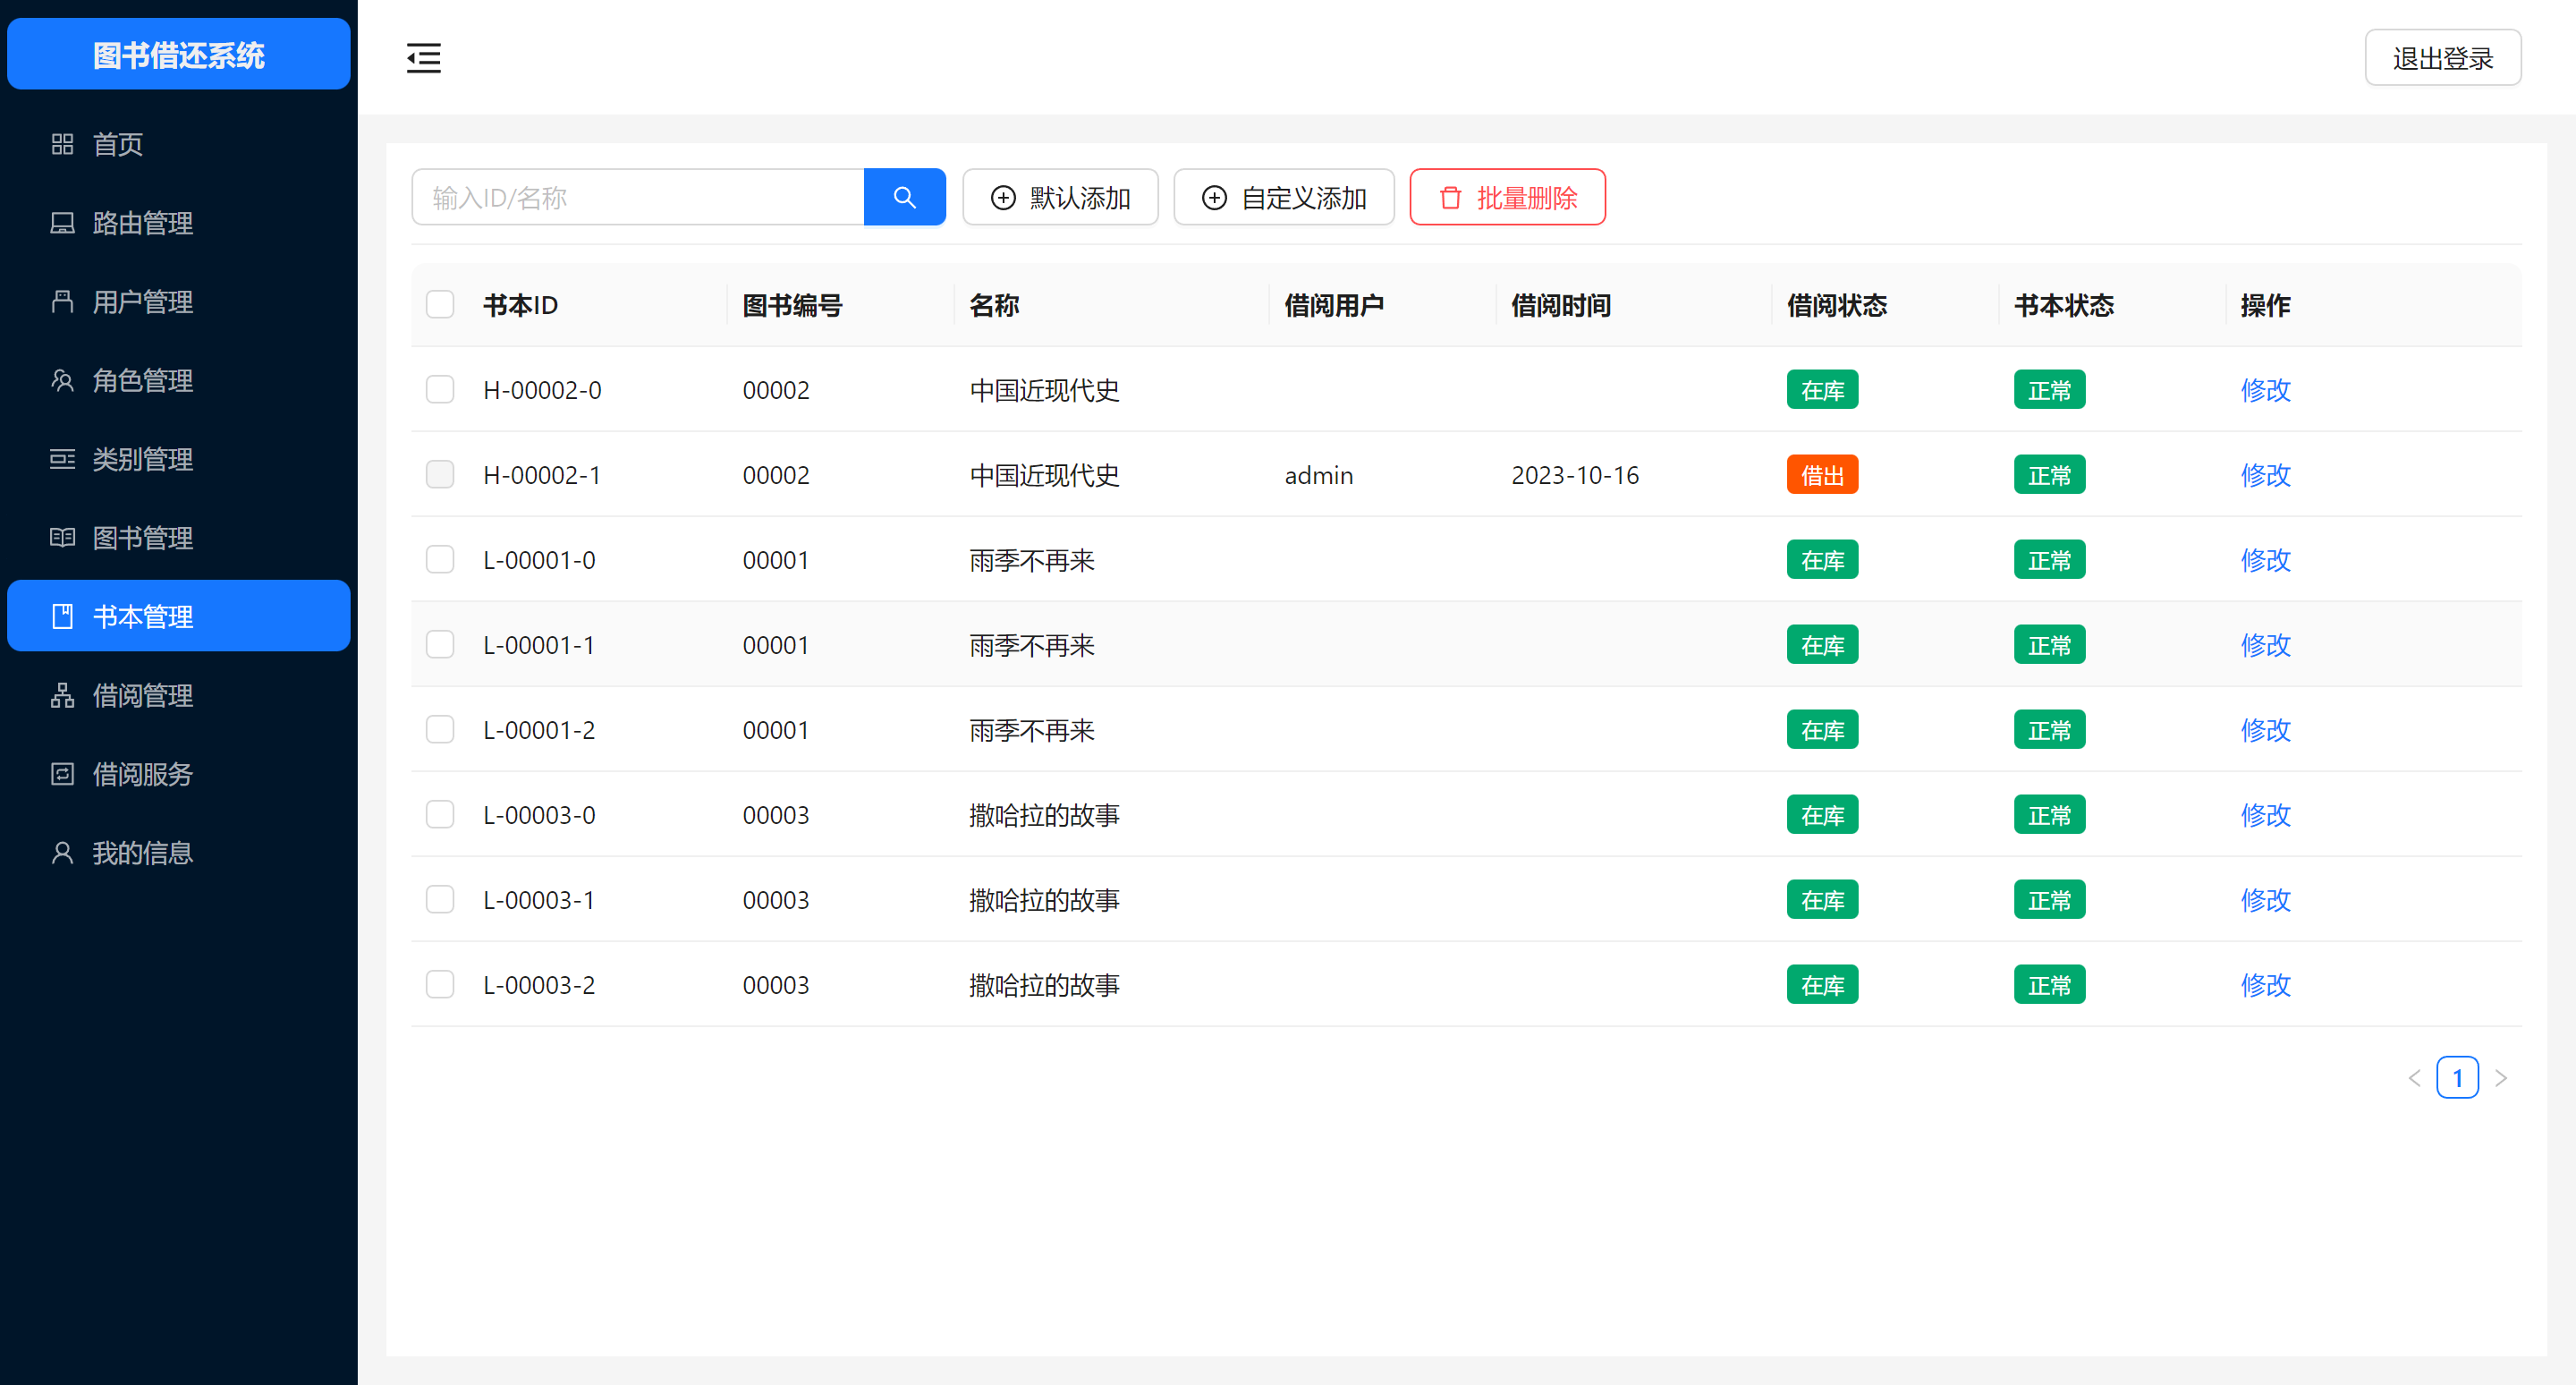 图书借还系统
首页
路由管理
用户管理
角色管理
类别管理
图书管理
书本管理
借阅管理
借阅服务
我的信息
退出登录
输入ID/名称 默认添加 自定义添加 批量删除
书本ID 图书编号 名称 借阅用户 借阅时间 借阅状态 书本状态 操作
H-00002-0 00002 中国近现代史 在库 正常 修改
H-00002-1 00002 中国近现代史 admin 2023-10-16 借出 正常 修改
L-00001-0 00001 雨季不再来 在库 正常 修改
L-00001-1 00001 雨季不再来 在库 正常 修改
L-00001-2 00001 雨季不再来 在库 正常 修改
L-00003-0 00003 撒哈拉的故事 在库 正常 修改
L-00003-1 00003 撒哈拉的故事 在库 正常 修改
L-00003-2 00003 撒哈拉的故事 在库 正常 修改
1